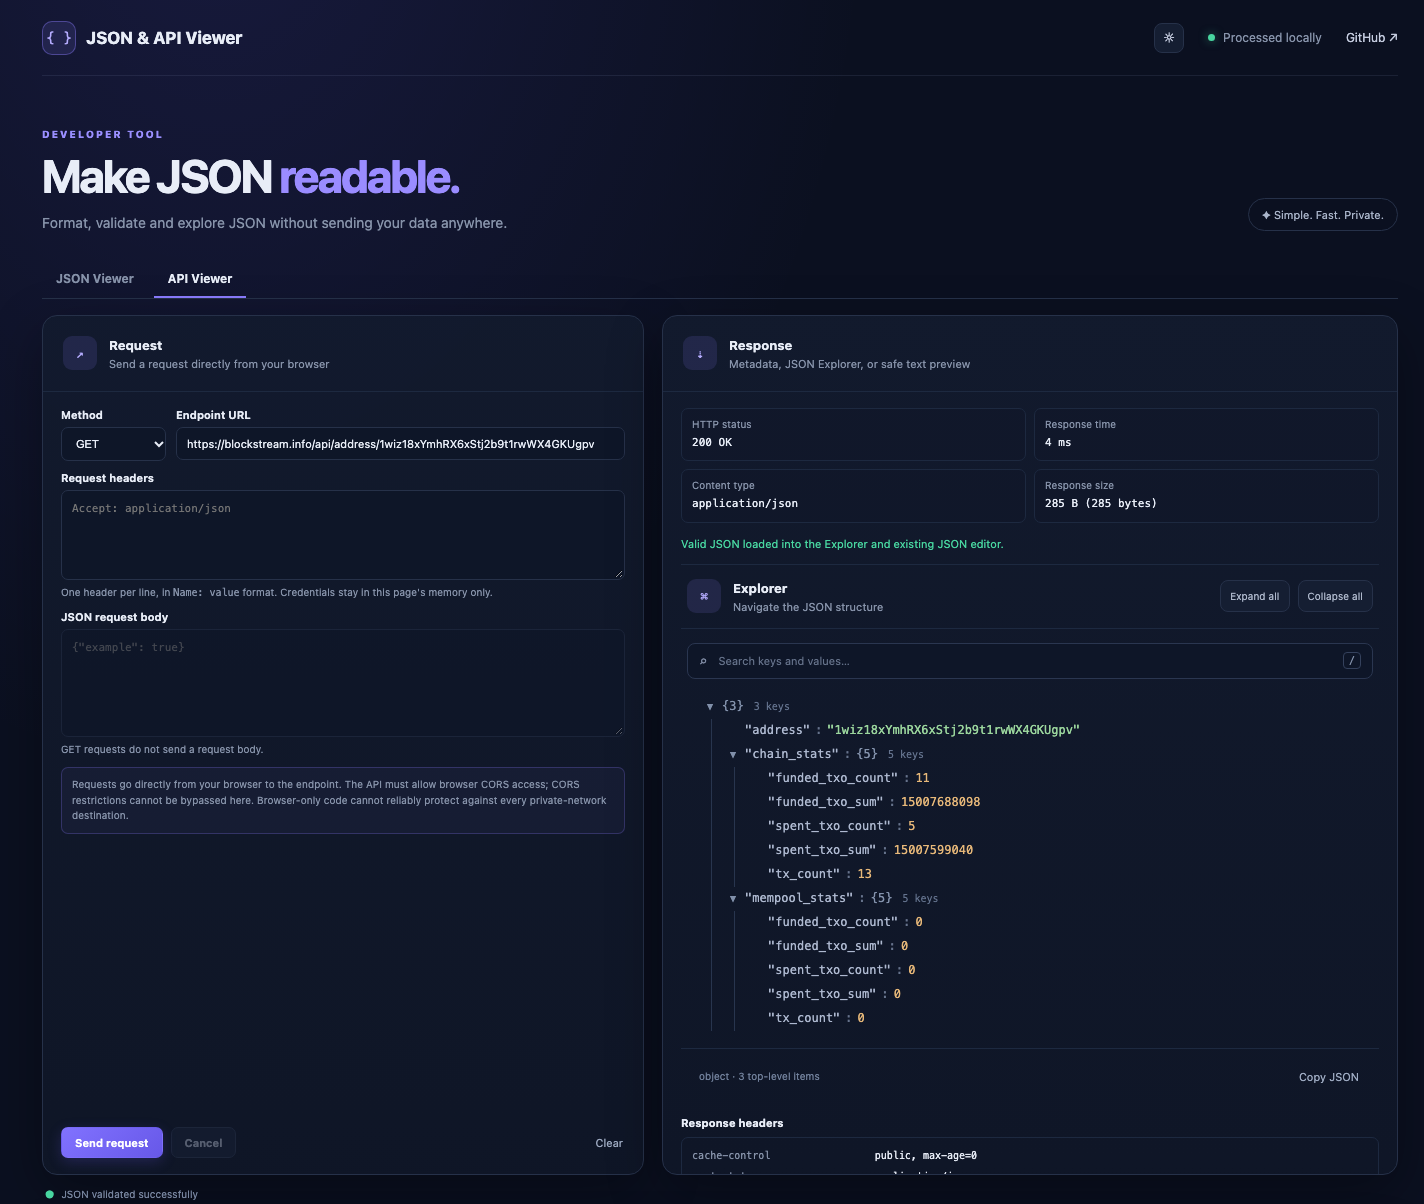 { } JSON & API Viewer
Processed locally
GitHub ↗
DEVELOPER TOOL
Make JSON readable.
Format, validate and explore JSON without sending your data anywhere.
✦ Simple. Fast. Private.
JSON Viewer
API Viewer
Request
Send a request directly from your browser
Method
Endpoint URL
GET
https://blockstream.info/api/address/1wiz18xYmhRX6xStj2b9t1rwWX4GKUgpv
Request headers
Accept: application/json
One header per line, in Name: value format. Credentials stay in this page's memory only.
JSON request body
{"example": true}
GET requests do not send a request body.
Requests go directly from your browser to the endpoint. The API must allow browser CORS access; CORS
restrictions cannot be bypassed here. Browser-only code cannot reliably protect against every private-network
destination.
Send request
Cancel
Clear
Response
Metadata, JSON Explorer, or safe text preview
HTTP status
200 OK
Response time
4 ms
Content type
application/json
Response size
285 B (285 bytes)
Valid JSON loaded into the Explorer and existing JSON editor.
Explorer
Navigate the JSON structure
Expand all
Collapse all
Search keys and values…
/
▼ {3} 3 keys
"address" : "1wiz18xYmhRX6xStj2b9t1rwWX4GKUgpv"
▼ "chain_stats" : {5} 5 keys
"funded_txo_count" : 11
"funded_txo_sum" : 15007688098
"spent_txo_count" : 5
"spent_txo_sum" : 15007599040
"tx_count" : 13
▼ "mempool_stats" : {5} 5 keys
"funded_txo_count" : 0
"funded_txo_sum" : 0
"spent_txo_count" : 0
"spent_txo_sum" : 0
"tx_count" : 0
object · 3 top-level items
Copy JSON
Response headers
cache-control public, max-age=0
JSON validated successfully